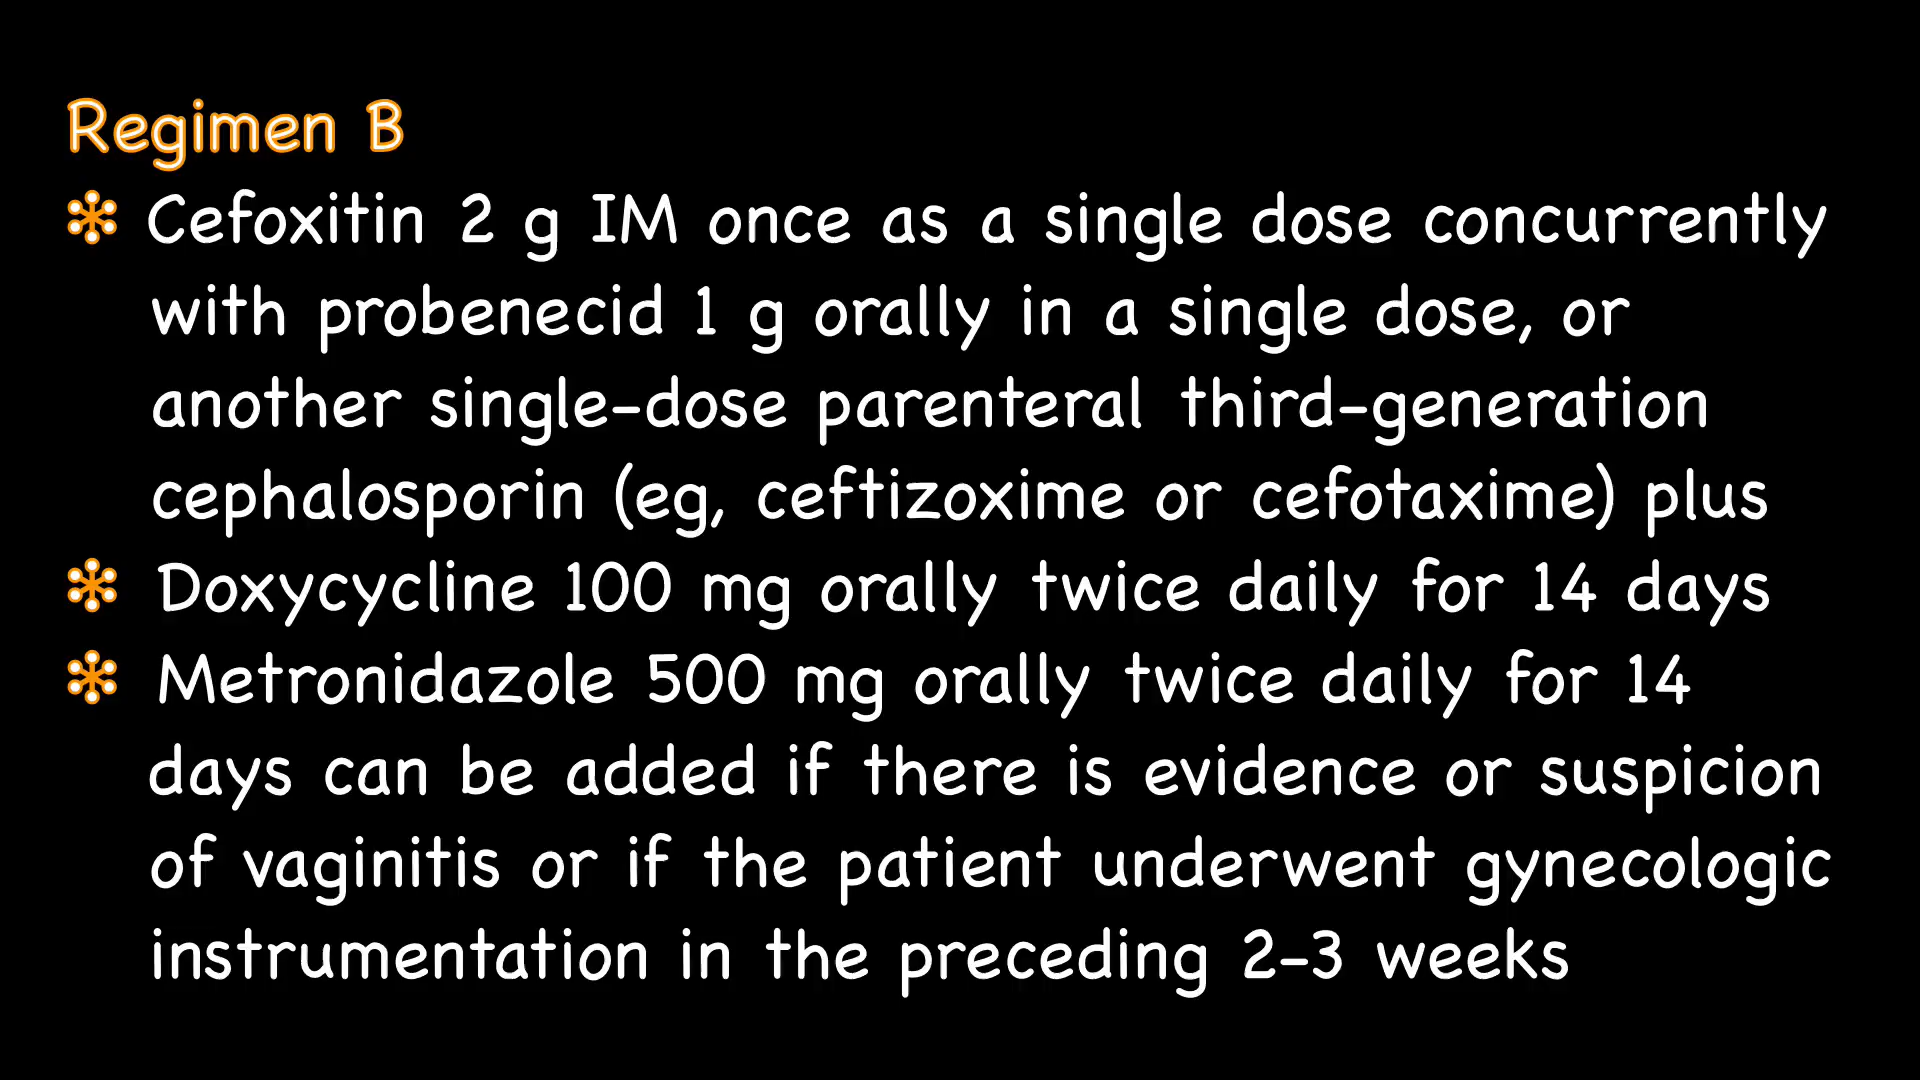 Regimen B
Cefoxitin 2 g IM once as a single dose concurrently
with probenecid 1 g orally in a single dose, or
another single-dose parenteral third-generation
cephalosporin (eg, ceftizoxime or cefotaxime) plus
Doxycycline 100 mg orally twice daily for 14 days
Metronidazole 500 mg orally twice daily for 14
days can be added if there is evidence or suspicion
of vaginitis or if the patient underwent gynecologic
instrumentation in the preceding 2-3 weeks